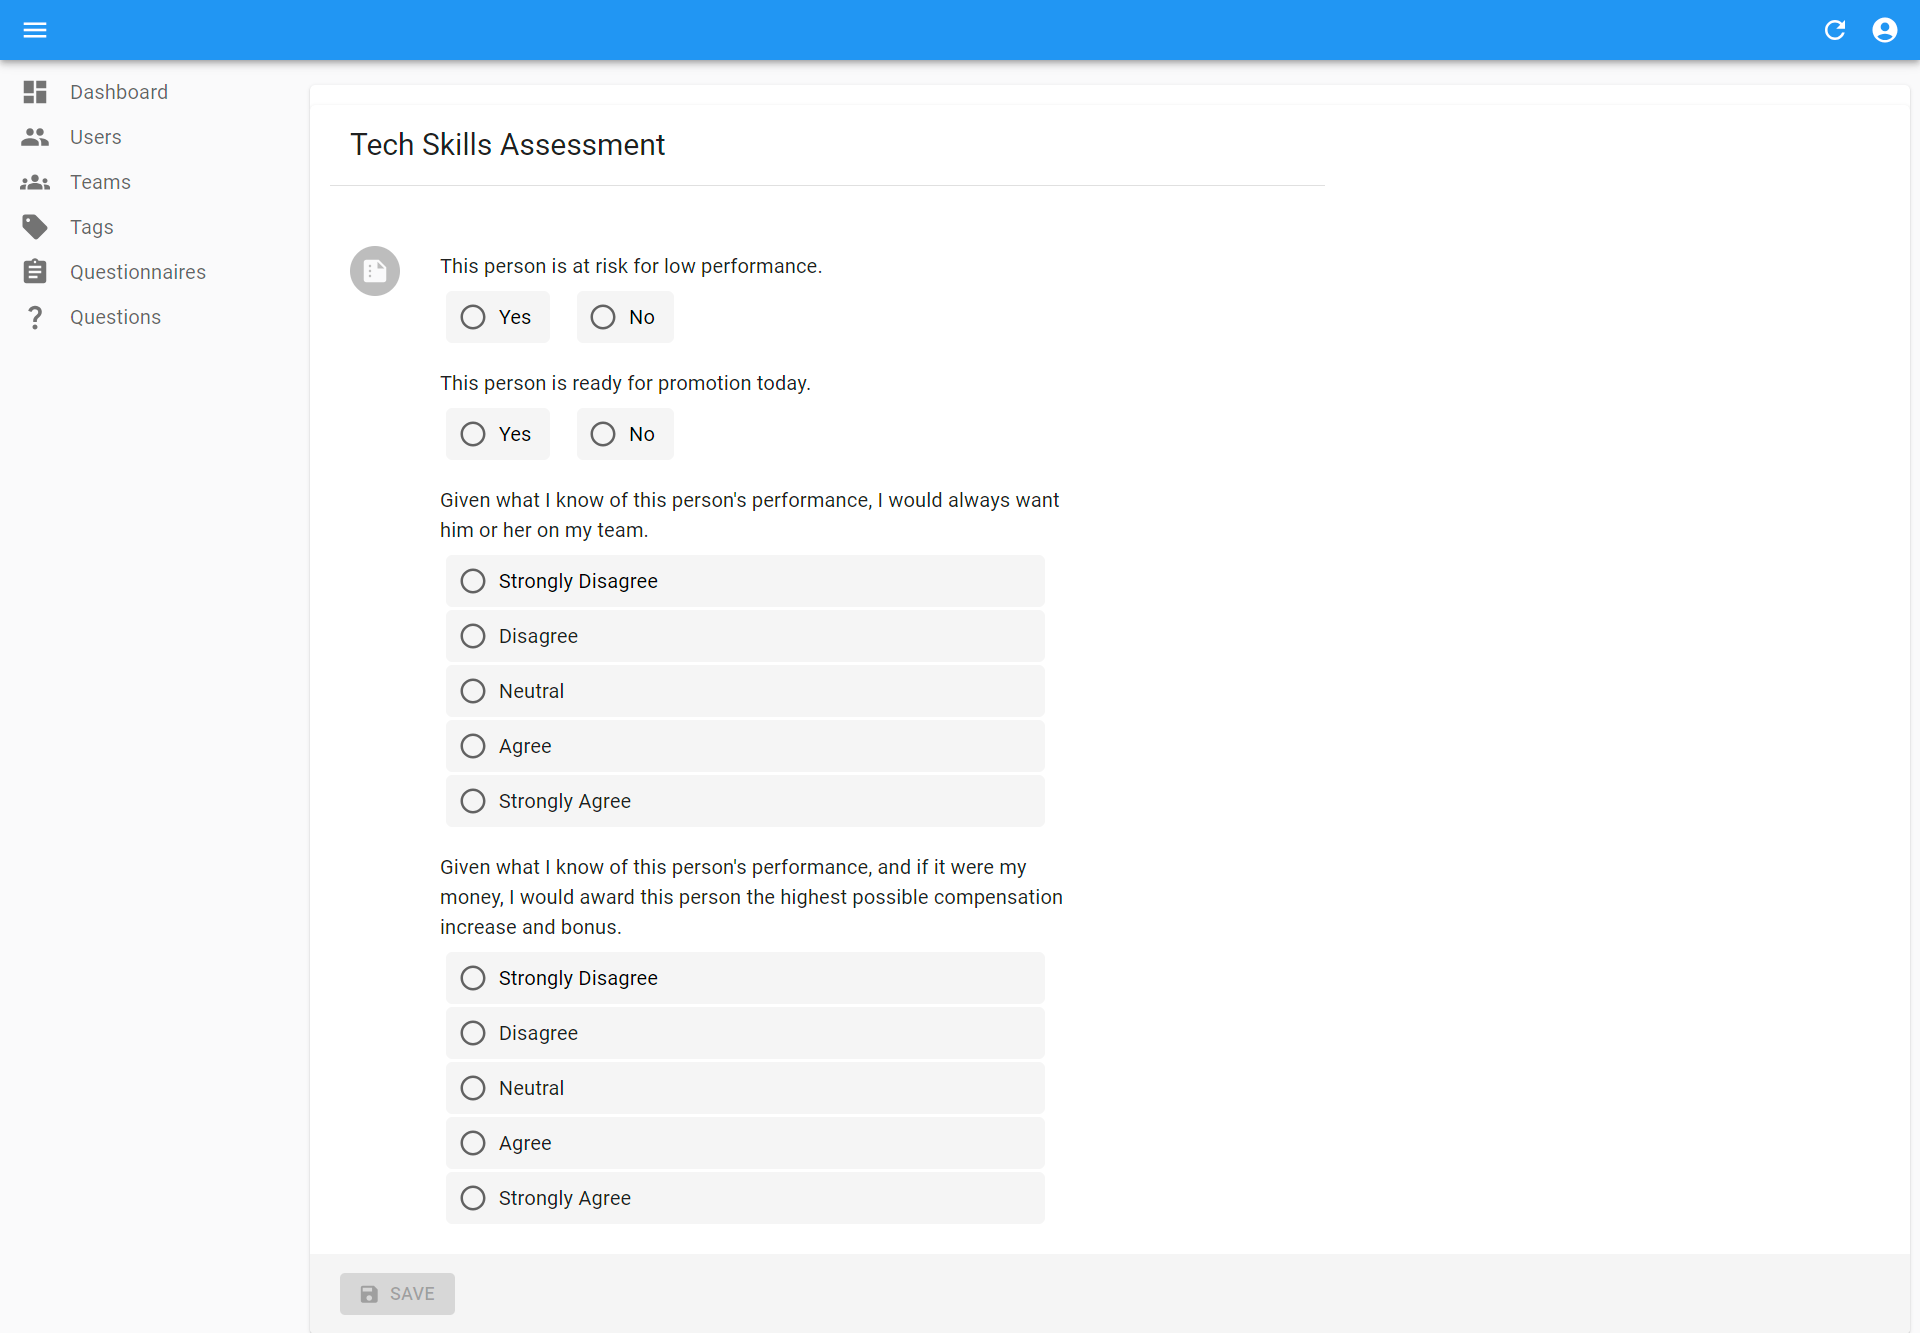 Dashboard
Users
Teams
Tags
Questionnaires
Questions
Tech Skills Assessment
This person is at risk for low performance.
Yes No
This person is ready for promotion today.
Yes No
Given what I know of this person's performance, I would always want
him or her on my team.
Strongly Disagree
Disagree
Neutral
Agree
Strongly Agree
Given what I know of this person's performance, and if it were my
money, I would award this person the highest possible compensation
increase and bonus.
Strongly Disagree
Disagree
Neutral
Agree
Strongly Agree
SAVE